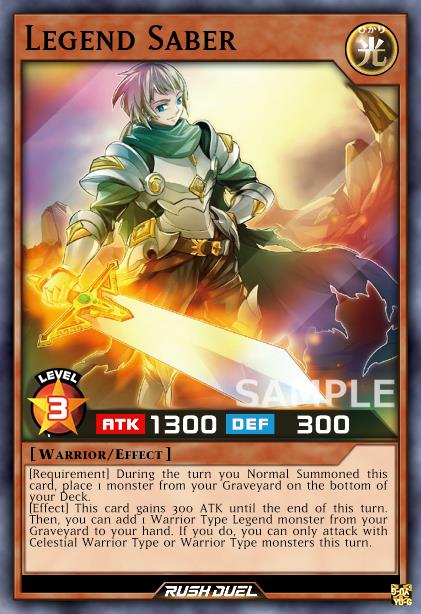 Legend Saber
ひかり
光
SAMPLE
LEVEL
3
ATK 1300 DEF 300
[Warrior/Effect]
[Requirement] During the turn you Normal Summoned this
card, place 1 monster from your Graveyard on the bottom
of your Deck.
[Effect] This card gains 300 ATK until the end of this turn.
Then, you can add 1 Warrior Type Legend monster from your
Graveyard to your hand. If you do, you can only attack with
Celestial Warrior Type or Warrior Type monsters this turn.
RUSH DUEL